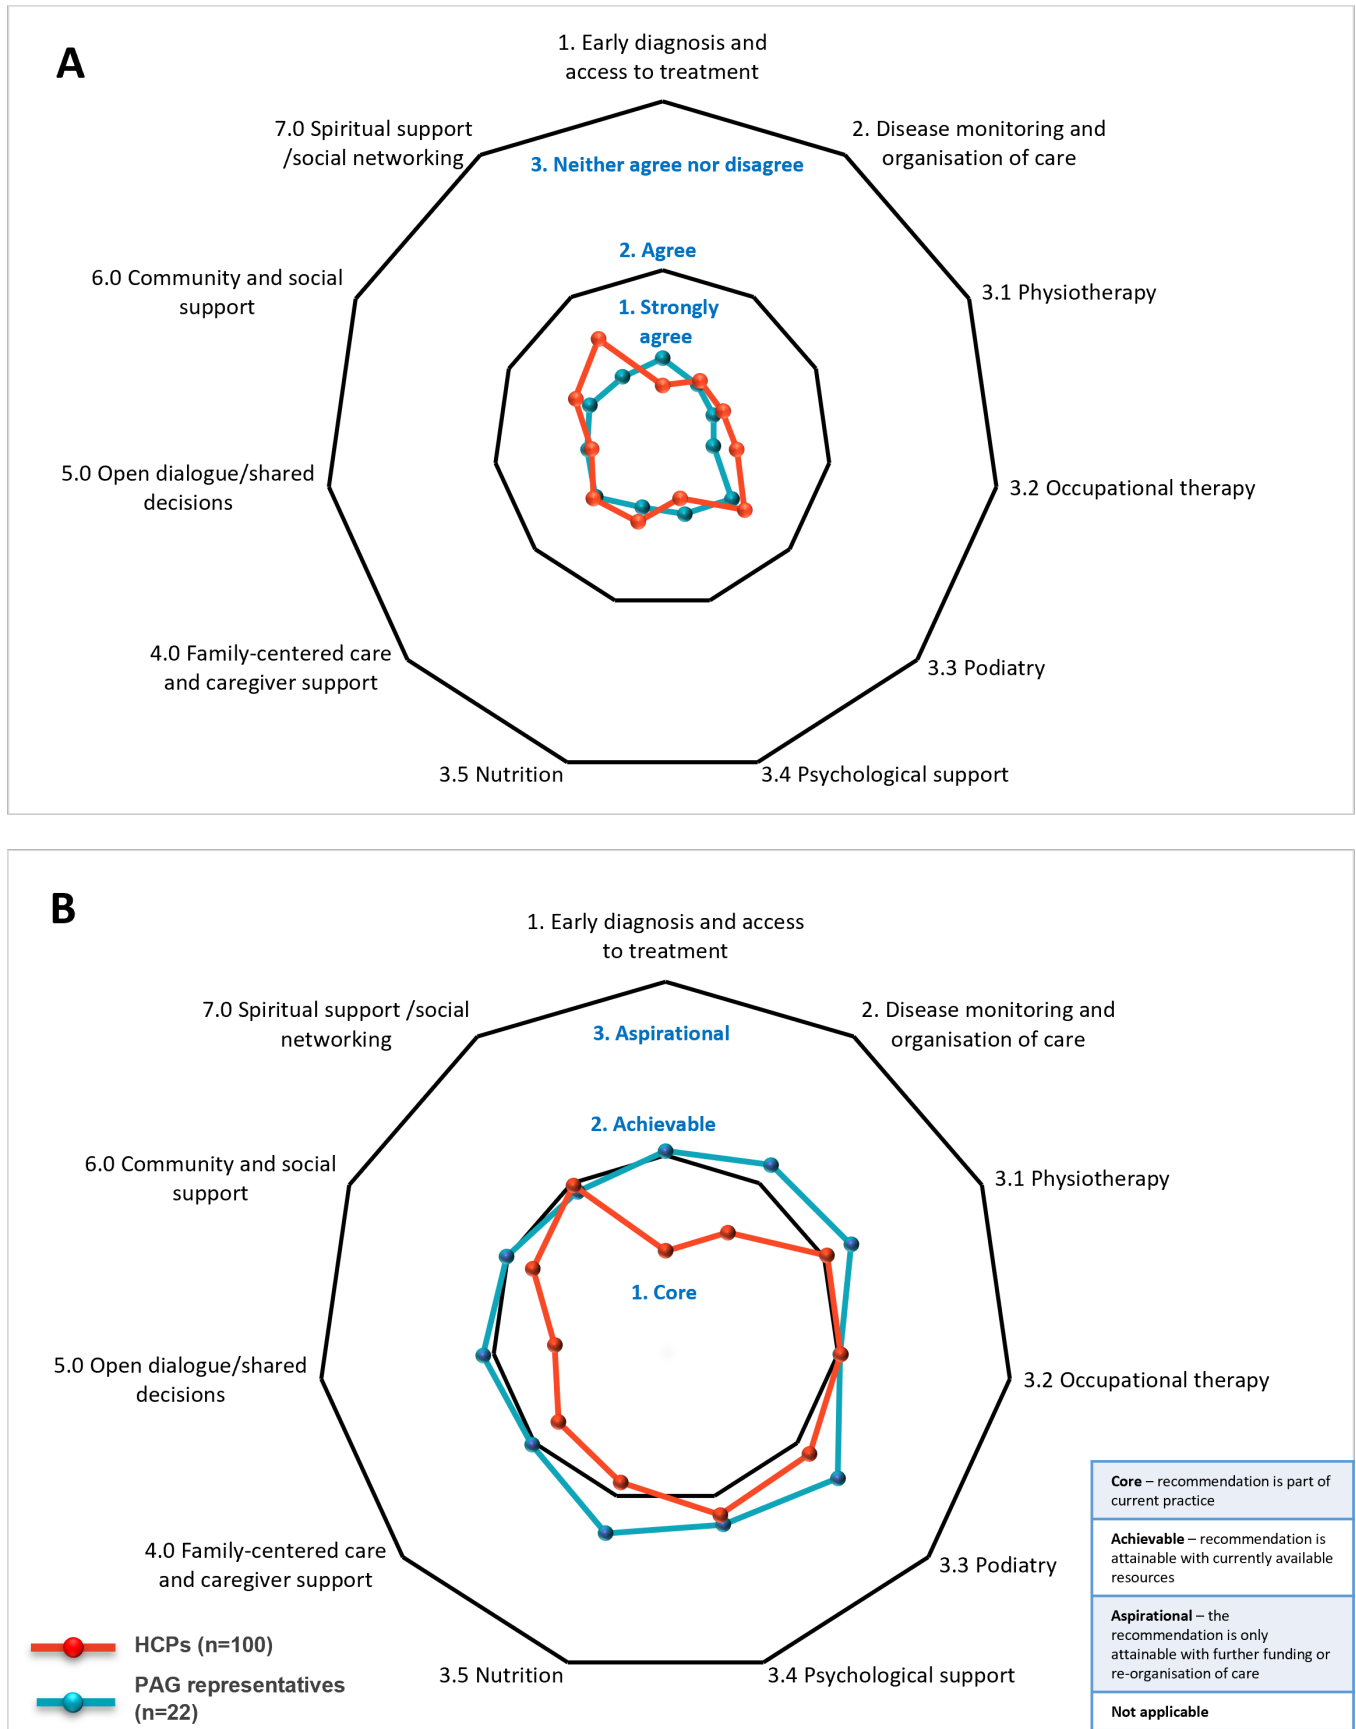 A
1. Early diagnosis and
access to treatment
7.0 Spiritual support
/social networking
2. Disease monitoring and
organisation of care
3. Neither agree nor disagree
2. Agree
6.0 Community and social
support
3.1 Physiotherapy
1. Strongly
agree
5.0 Open dialogue/shared
decisions
3.2 Occupational therapy
4.0 Family-centered care
and caregiver support
3.3 Podiatry
3.5 Nutrition
3.4 Psychological support
B
1. Early diagnosis and access
to treatment
7.0 Spiritual support /social
networking
2. Disease monitoring and
organisation of care
3. Aspirational
2. Achievable
6.0 Community and social
support
3.1 Physiotherapy
1. Core
5.0 Open dialogue/shared
decisions
3.2 Occupational therapy
4.0 Family-centered care
and caregiver support
3.3 Podiatry
3.5 Nutrition
3.4 Psychological support
HCPs (n=100)
PAG representatives
(n=22)
Core – recommendation is part of
current practice
Achievable – recommendation is
attainable with currently available
resources
Aspirational – the
recommendation is only
attainable with further funding or
re-organisation of care
Not applicable